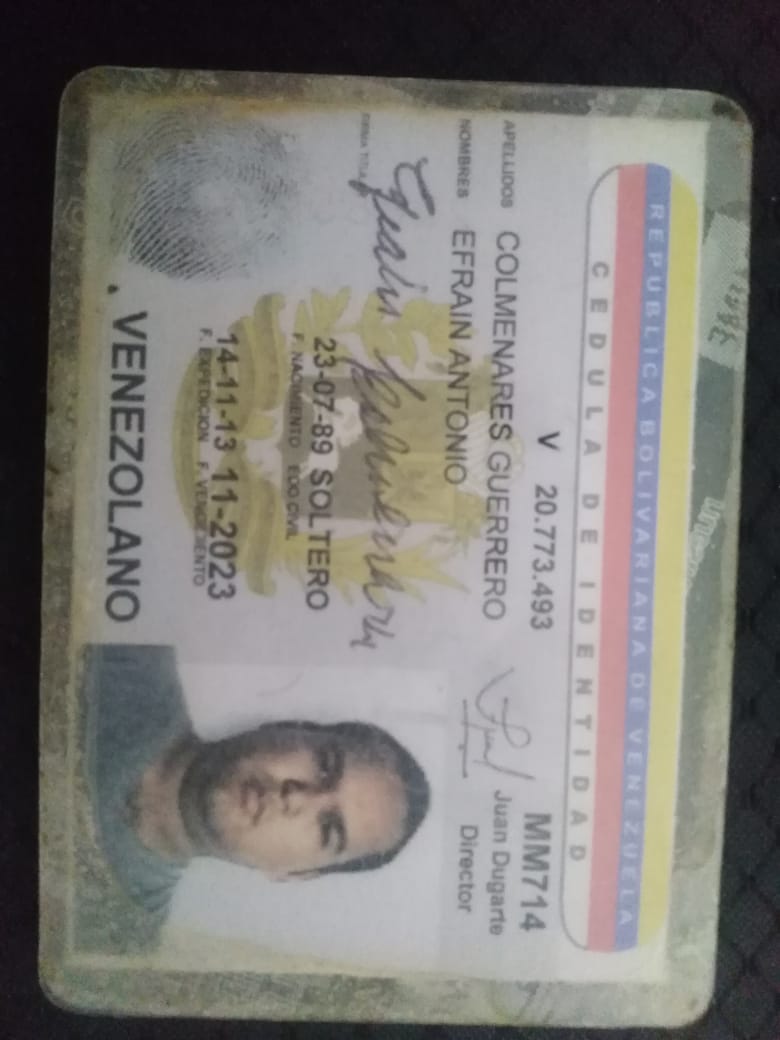 REPUBLICA BOLIVARIANA DE VENEZUELA
CEDULA DE IDENTIDAD
V 20.773.493 MM714
APELLIDOS COLMENARES GUERRERO Juan Dugarte
NOMBRES EFRAIN ANTONIO Director
FIRMA TITULAR
23-07-89 SOLTERO
F. NACIMIENTO EDO.CIVIL
14-11-13 11-2023
F. EXPEDICION F. VENCIMIENTO
VENEZOLANO